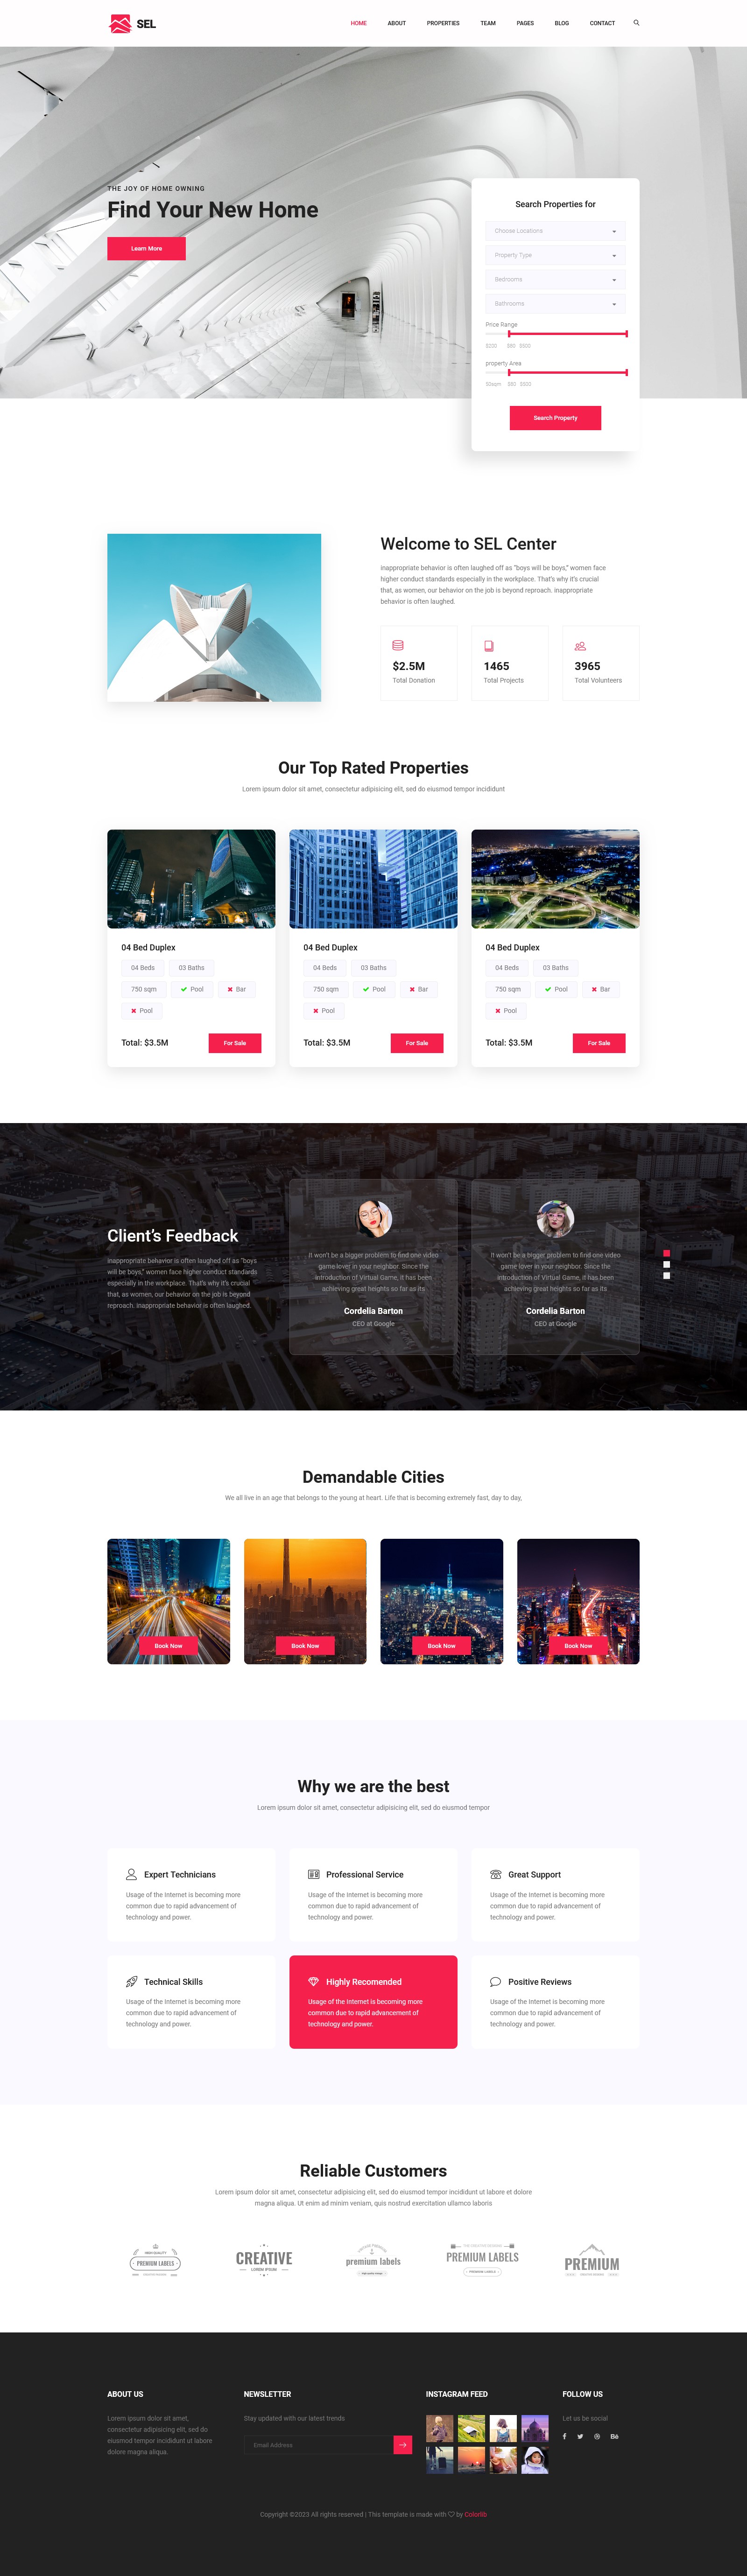 SEL
HOME ABOUT PROPERTIES TEAM PAGES BLOG CONTACT
THE JOY OF HOME OWNING
Find Your New Home
Learn More
Search Properties for
Choose Locations
Property Type
Bedrooms
Bathrooms
Price Range
property Area
Search Property
Welcome to SEL Center
inappropriate behavior is often laughed off as “boys will be boys,” women face
higher conduct standards especially in the workplace. That’s why it’s crucial
that, as women, our behavior on the job is beyond reproach. inappropriate
behavior is often laughed.
$2.5M
Total Donation
1465
Total Projects
3965
Total Volunteers
Our Top Rated Properties
Lorem ipsum dolor sit amet, consectetur adipisicing elit, sed do eiusmod tempor incididunt
04 Bed Duplex
04 Beds 03 Baths
750 sqm Pool Bar
Pool
Total: $3.5M
For Sale
04 Bed Duplex
04 Beds 03 Baths
750 sqm Pool Bar
Pool
Total: $3.5M
For Sale
04 Bed Duplex
04 Beds 03 Baths
750 sqm Pool Bar
Pool
Total: $3.5M
For Sale
Client’s Feedback
inappropriate behavior is often laughed off as “boys
will be boys,” women face higher conduct standards
especially in the workplace. That’s why it’s crucial
that, as women, our behavior on the job is beyond
reproach. inappropriate behavior is often laughed.
It won’t be a bigger problem to find one video
game lover in your neighbor. Since the
introduction of Virtual Game, it has been
achieving great heights so far as its
Cordelia Barton
CEO at Google
It won’t be a bigger problem to find one video
game lover in your neighbor. Since the
introduction of Virtual Game, it has been
achieving great heights so far as its
Cordelia Barton
CEO at Google
Demandable Cities
We all live in an age that belongs to the young at heart. Life that is becoming extremely fast, day to day,
Book Now
Book Now
Book Now
Book Now
Why we are the best
Lorem ipsum dolor sit amet, consectetur adipisicing elit, sed do eiusmod tempor
Expert Technicians
Usage of the Internet is becoming more
common due to rapid advancement of
technology and power.
Professional Service
Usage of the Internet is becoming more
common due to rapid advancement of
technology and power.
Great Support
Usage of the Internet is becoming more
common due to rapid advancement of
technology and power.
Technical Skills
Usage of the Internet is becoming more
common due to rapid advancement of
technology and power.
Highly Recomended
Usage of the Internet is becoming more
common due to rapid advancement of
technology and power.
Positive Reviews
Usage of the Internet is becoming more
common due to rapid advancement of
technology and power.
Reliable Customers
Lorem ipsum dolor sit amet, consectetur adipisicing elit, sed do eiusmod tempor incididunt ut labore et dolore
magna aliqua. Ut enim ad minim veniam, quis nostrud exercitation ullamco laboris
HIGH QUALITY
PREMIUM LABELS
CREATIVE
LOREM IPSUM
premium labels
PREMIUM LABELS
PREMIUM LABELS
PREMIUM
ABOUT US
Lorem ipsum dolor sit amet,
consectetur adipisicing elit, sed do
eiusmod tempor incididunt ut labore
dolore magna aliqua.
NEWSLETTER
Stay updated with our latest trends
Email Address
INSTAGRAM FEED
FOLLOW US
Let us be social
Copyright ©2023 All rights reserved | This template is made with by Colorlib